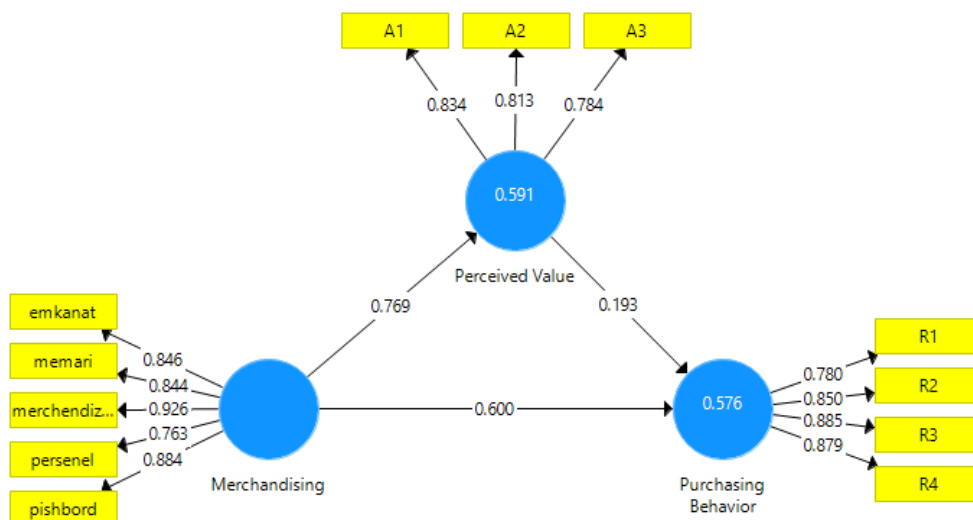 A1
A2
A3
0.834
0.813
0.784
0.591
Perceived Value
0.769
0.193
emkanat
memari
merchendiz...
persenel
pishbord
0.846
0.844
0.926
0.763
0.884
Merchandising
0.600
0.576
Purchasing
Behavior
0.780
0.850
0.885
0.879
R1
R2
R3
R4